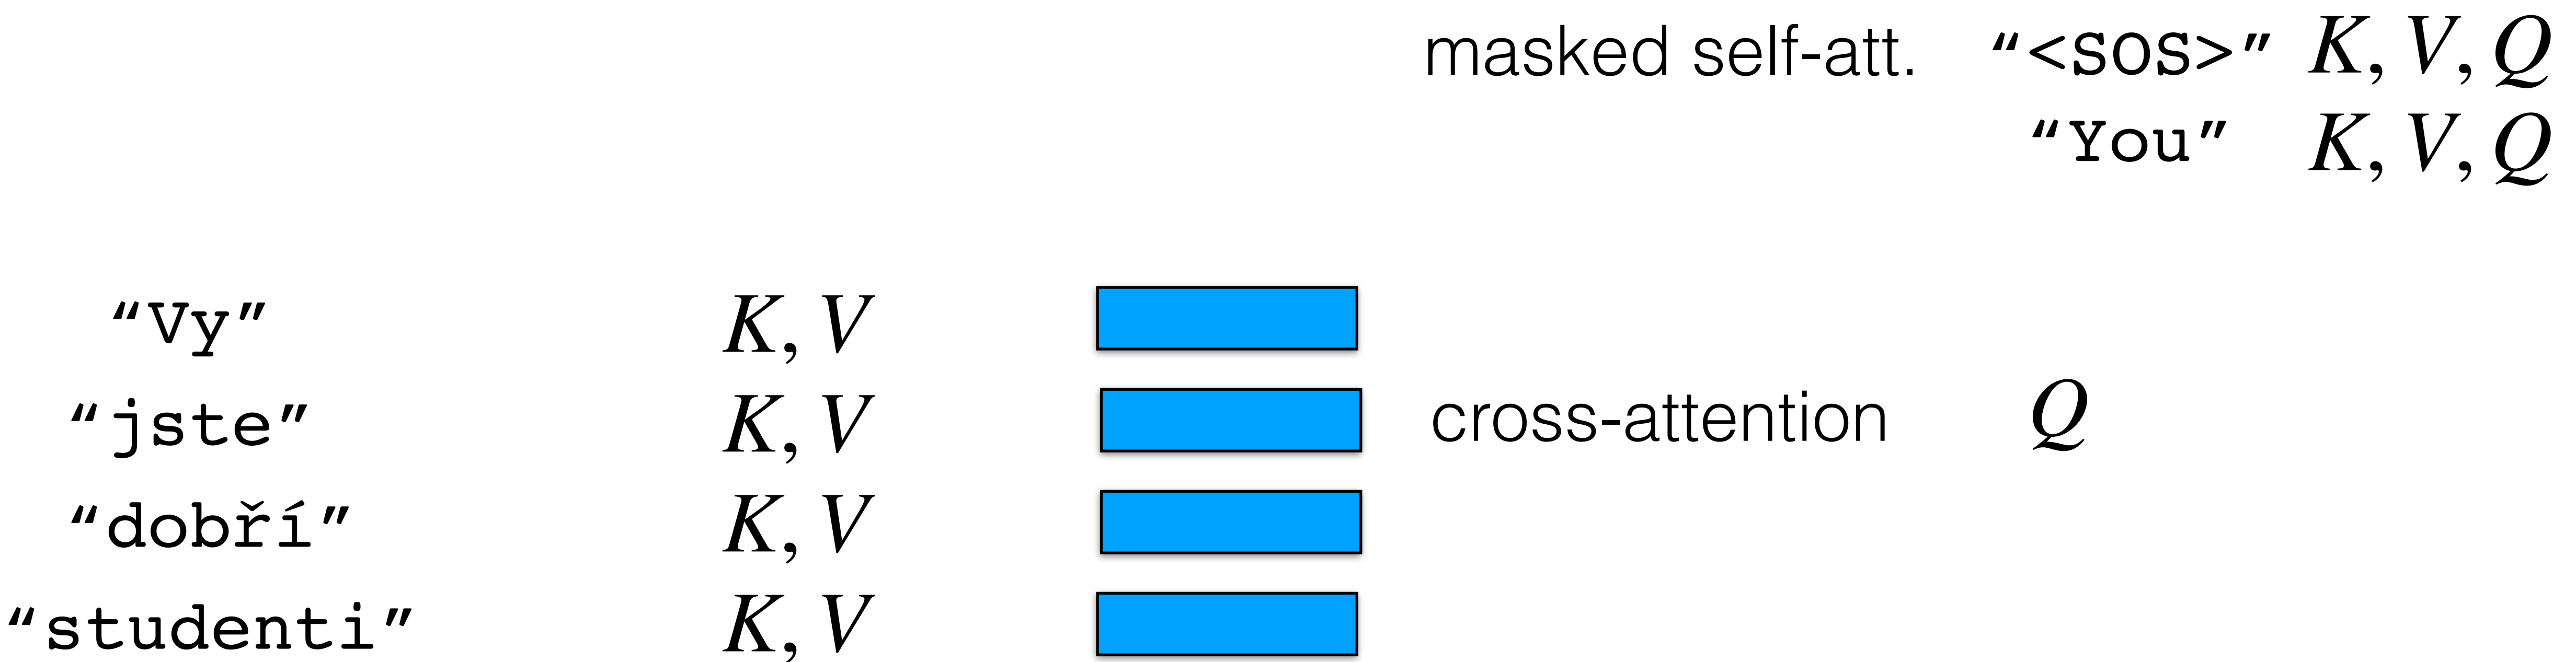 masked self-att. "<sos>" K, V, Q
"You" K, V, Q
"Vy" K, V
"jste" K, V cross-attention Q
"dobří" K, V
"studenti" K, V